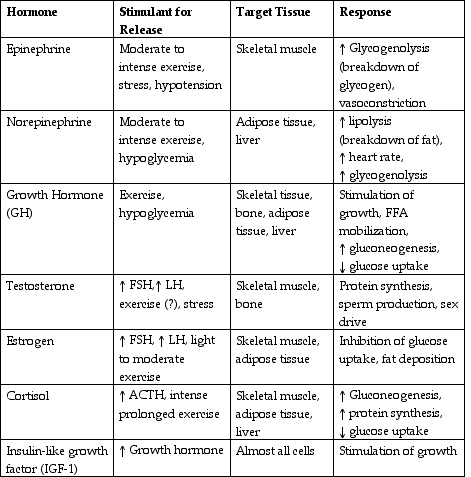 Hormone
Stimulant for
Release
Target Tissue
Response
Epinephrine
Moderate to
intense exercise,
stress, hypotension
Skeletal muscle
↑ Glycogenolysis
(breakdown of
glycogen),
vasoconstriction
Norepinephrine
Moderate to
intense exercise,
hypoglycemia
Adipose tissue,
liver
↑ lipolysis
(breakdown of fat),
↑ heart rate,
↑ glycogenolysis
Growth Hormone
(GH)
Exercise,
hypoglycemia
Skeletal tissue,
bone, adipose
tissue, liver
Stimulation of
growth, FFA
mobilization,
↑ gluconeogenesis,
↓ glucose uptake
Testosterone
↑ FSH,↑ LH,
exercise (?), stress
Skeletal muscle,
bone
Protein synthesis,
sperm production, sex
drive
Estrogen
↑ FSH, ↑ LH, light
to moderate
exercise
Skeletal muscle,
adipose tissue
Inhibition of glucose
uptake, fat deposition
Cortisol
↑ ACTH, intense
prolonged exercise
Skeletal muscle,
adipose tissue,
liver
↑ Gluconeogenesis,
↑ protein synthesis,
↓ glucose uptake
Insulin-like growth
factor (IGF-1)
↑ Growth hormone
Almost all cells
Stimulation of growth